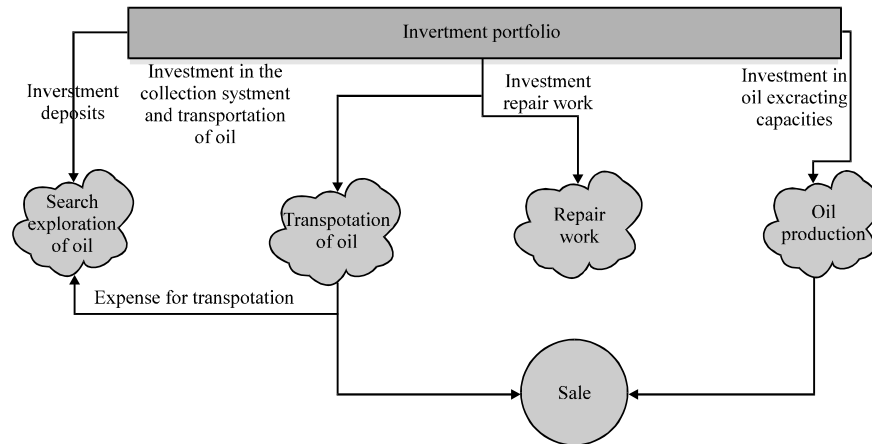 Invertment portfolio
Inverstment
deposits
Investment in the
collection systment
and transportation
of oil
Investment
repair work
Investment in
oil excracting
capacities
Search
exploration
of oil
Transpotation
of oil
Repair
work
Oil
production
Expense for transpotation
Sale